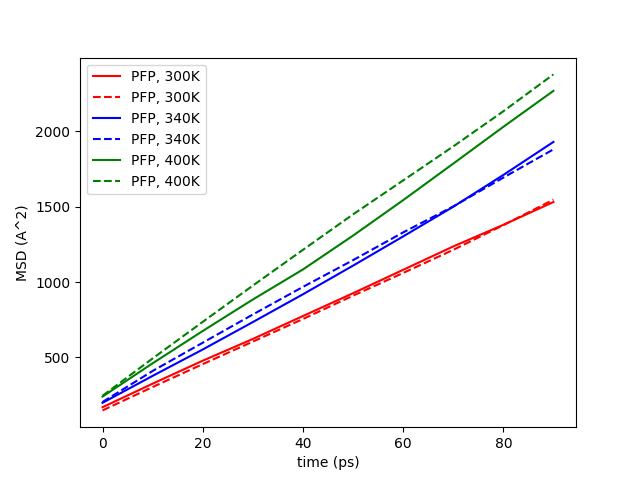 PFP, 300K
PFP, 300K
PFP, 340K
PFP, 340K
PFP, 400K
PFP, 400K
2000
1500
1000
500
MSD (A^2)
0 20 40 60 80
time (ps)